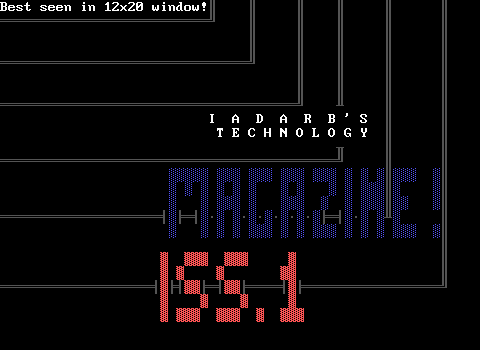 Best seen in 12x20 window!
I A D A R B ' S
T E C H N O L O G Y
MAGAZINE!
ISS.1